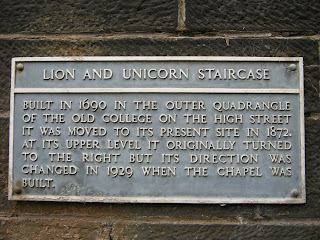 LION AND UNICORN STAIRCASE
BUILT IN 1690 IN THE OUTER QUADRANGLE
OF THE OLD COLLEGE ON THE HIGH STREET
IT WAS MOVED TO ITS PRESENT SITE IN 1872.
AT ITS UPPER LEVEL IT ORIGINALLY TURNED
TO THE RIGHT BUT ITS DIRECTION WAS
CHANGED IN 1929 WHEN THE CHAPEL WAS
BUILT.